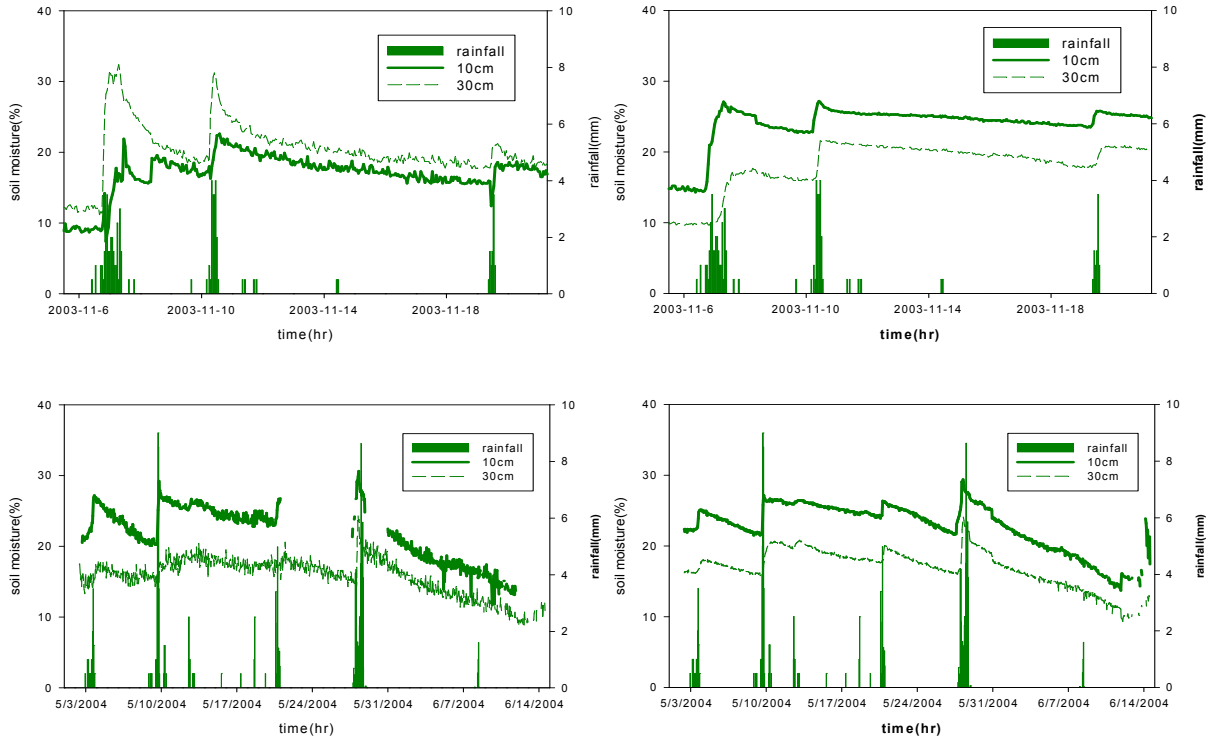 40
30
20
10
0
soil moisture(%)
10
8
6
4
2
0
rainfall(mm)
rainfall
10cm
30cm
2003-11-6
2003-11-10
2003-11-14
2003-11-18
time(hr)
40
30
20
10
0
soil moisture(%)
10
8
6
4
2
0
rainfall(mm)
rainfall
10cm
30cm
2003-11-6
2003-11-10
2003-11-14
2003-11-18
time(hr)
40
30
20
10
0
soil moisture(%)
10
8
6
4
2
0
rainfall(mm)
rainfall
10cm
30cm
5/3/2004
5/10/2004
5/17/2004
5/24/2004
5/31/2004
6/7/2004
6/14/2004
time(hr)
40
30
20
10
0
soil moisture(%)
10
8
6
4
2
0
rainfall(mm)
rainfall
10cm
30cm
5/3/2004
5/10/2004
5/17/2004
5/24/2004
5/31/2004
6/7/2004
6/14/2004
time(hr)